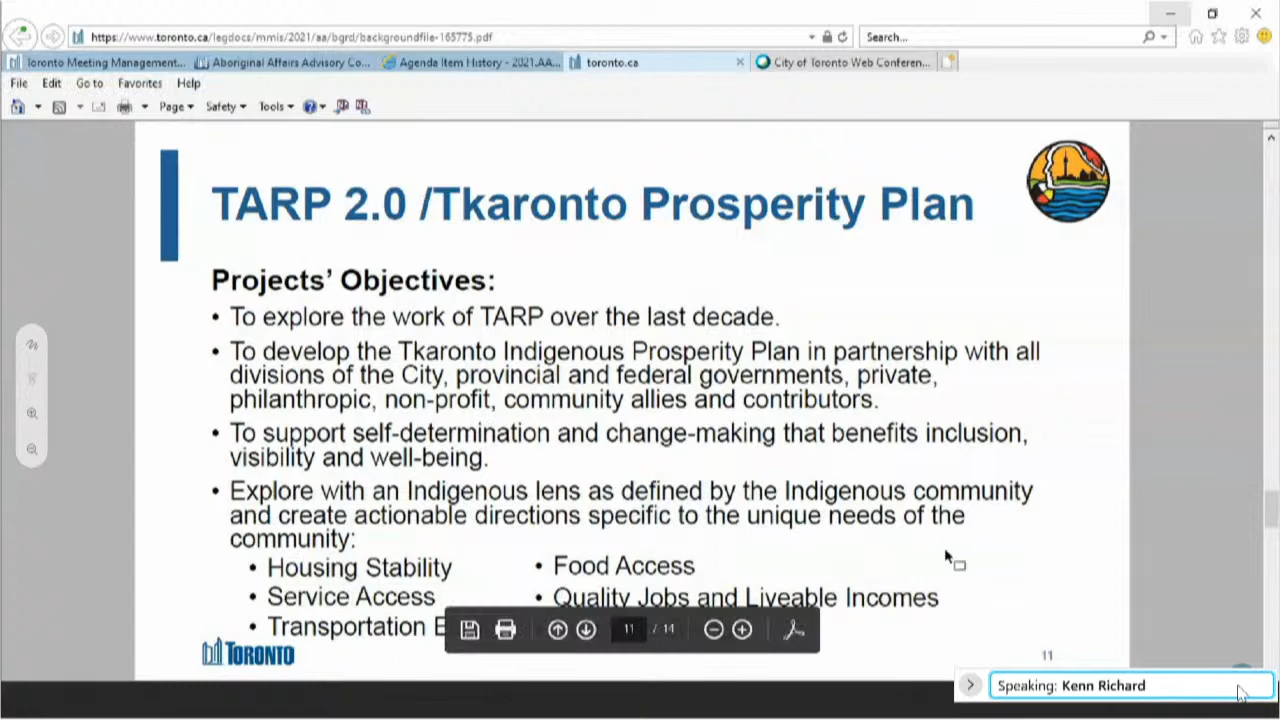 https://www.toronto.ca/legdocs/mmis/2021/aa/bgrd/backgroundfile-165775.pdf
Search...
Toronto Meeting Management...
Aboriginal Affairs Advisory Co...
Agenda Item History - 2021.AA...
toronto.ca
City of Toronto Web Conferen...
File Edit Go to Favorites Help
Page Safety Tools
TARP 2.0 /Tkaronto Prosperity Plan
Projects’ Objectives:
• To explore the work of TARP over the last decade.
• To develop the Tkaronto Indigenous Prosperity Plan in partnership with all
divisions of the City, provincial and federal governments, private,
philanthropic, non-profit, community allies and contributors.
• To support self-determination and change-making that benefits inclusion,
visibility and well-being.
• Explore with an Indigenous lens as defined by the Indigenous community
and create actionable directions specific to the unique needs of the
community:
• Housing Stability
• Food Access
• Service Access
• Quality Jobs and Liveable Incomes
• Transportation E
11 / 14
TORONTO
11
Speaking: Kenn Richard